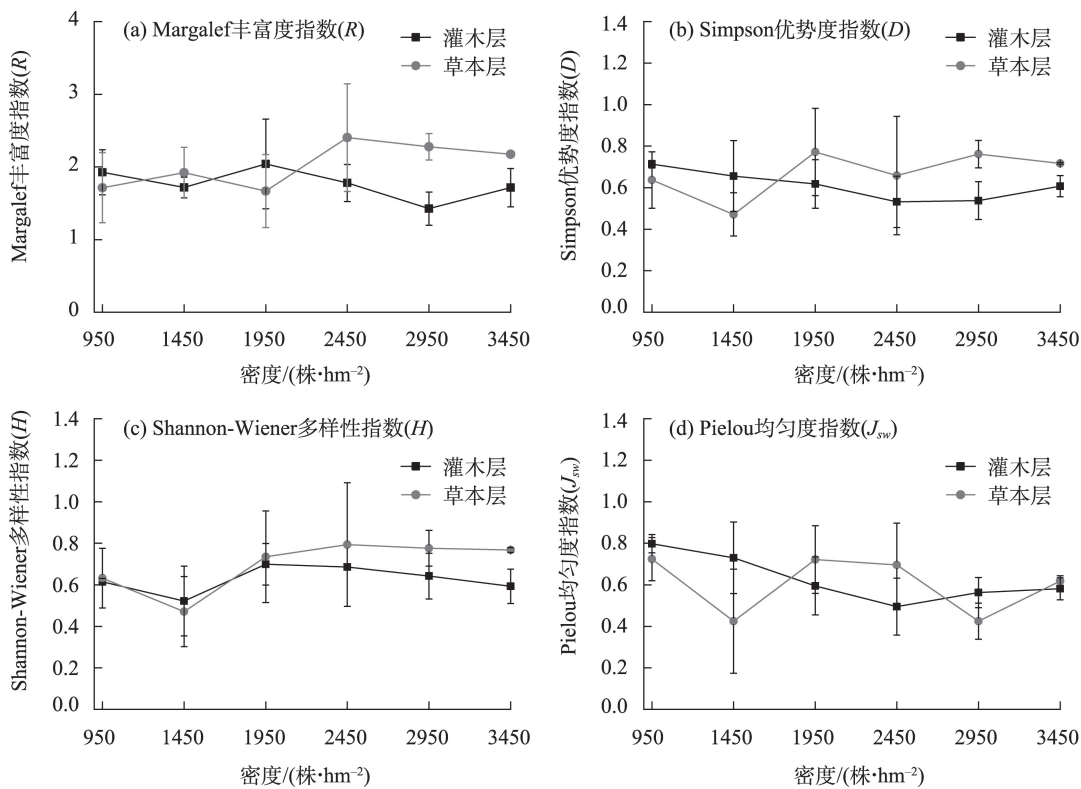 (a) Margalef丰富度指数(R)
灌木层
草本层
Margalef丰富度指数(R)
4
3
2
1
0
950 1450 1950 2450 2950 3450
密度/(株·hm⁻²)
(b) Simpson优势度指数(D)
灌木层
草本层
Simpson优势度指数(D)
1.4
1.2
1.0
0.8
0.6
0.4
0.2
0.0
950 1450 1950 2450 2950 3450
密度/(株·hm⁻²)
(c) Shannon-Wiener多样性指数(H)
灌木层
草本层
Shannon-Wiener多样性指数(H)
1.4
1.2
1.0
0.8
0.6
0.4
0.2
0.0
950 1450 1950 2450 2950 3450
密度/(株·hm⁻²)
(d) Pielou均匀度指数(Jsw)
灌木层
草本层
Pielou均匀度指数(Jsw)
1.4
1.2
1.0
0.8
0.6
0.4
0.2
0.0
950 1450 1950 2450 2950 3450
密度/(株·hm⁻²)